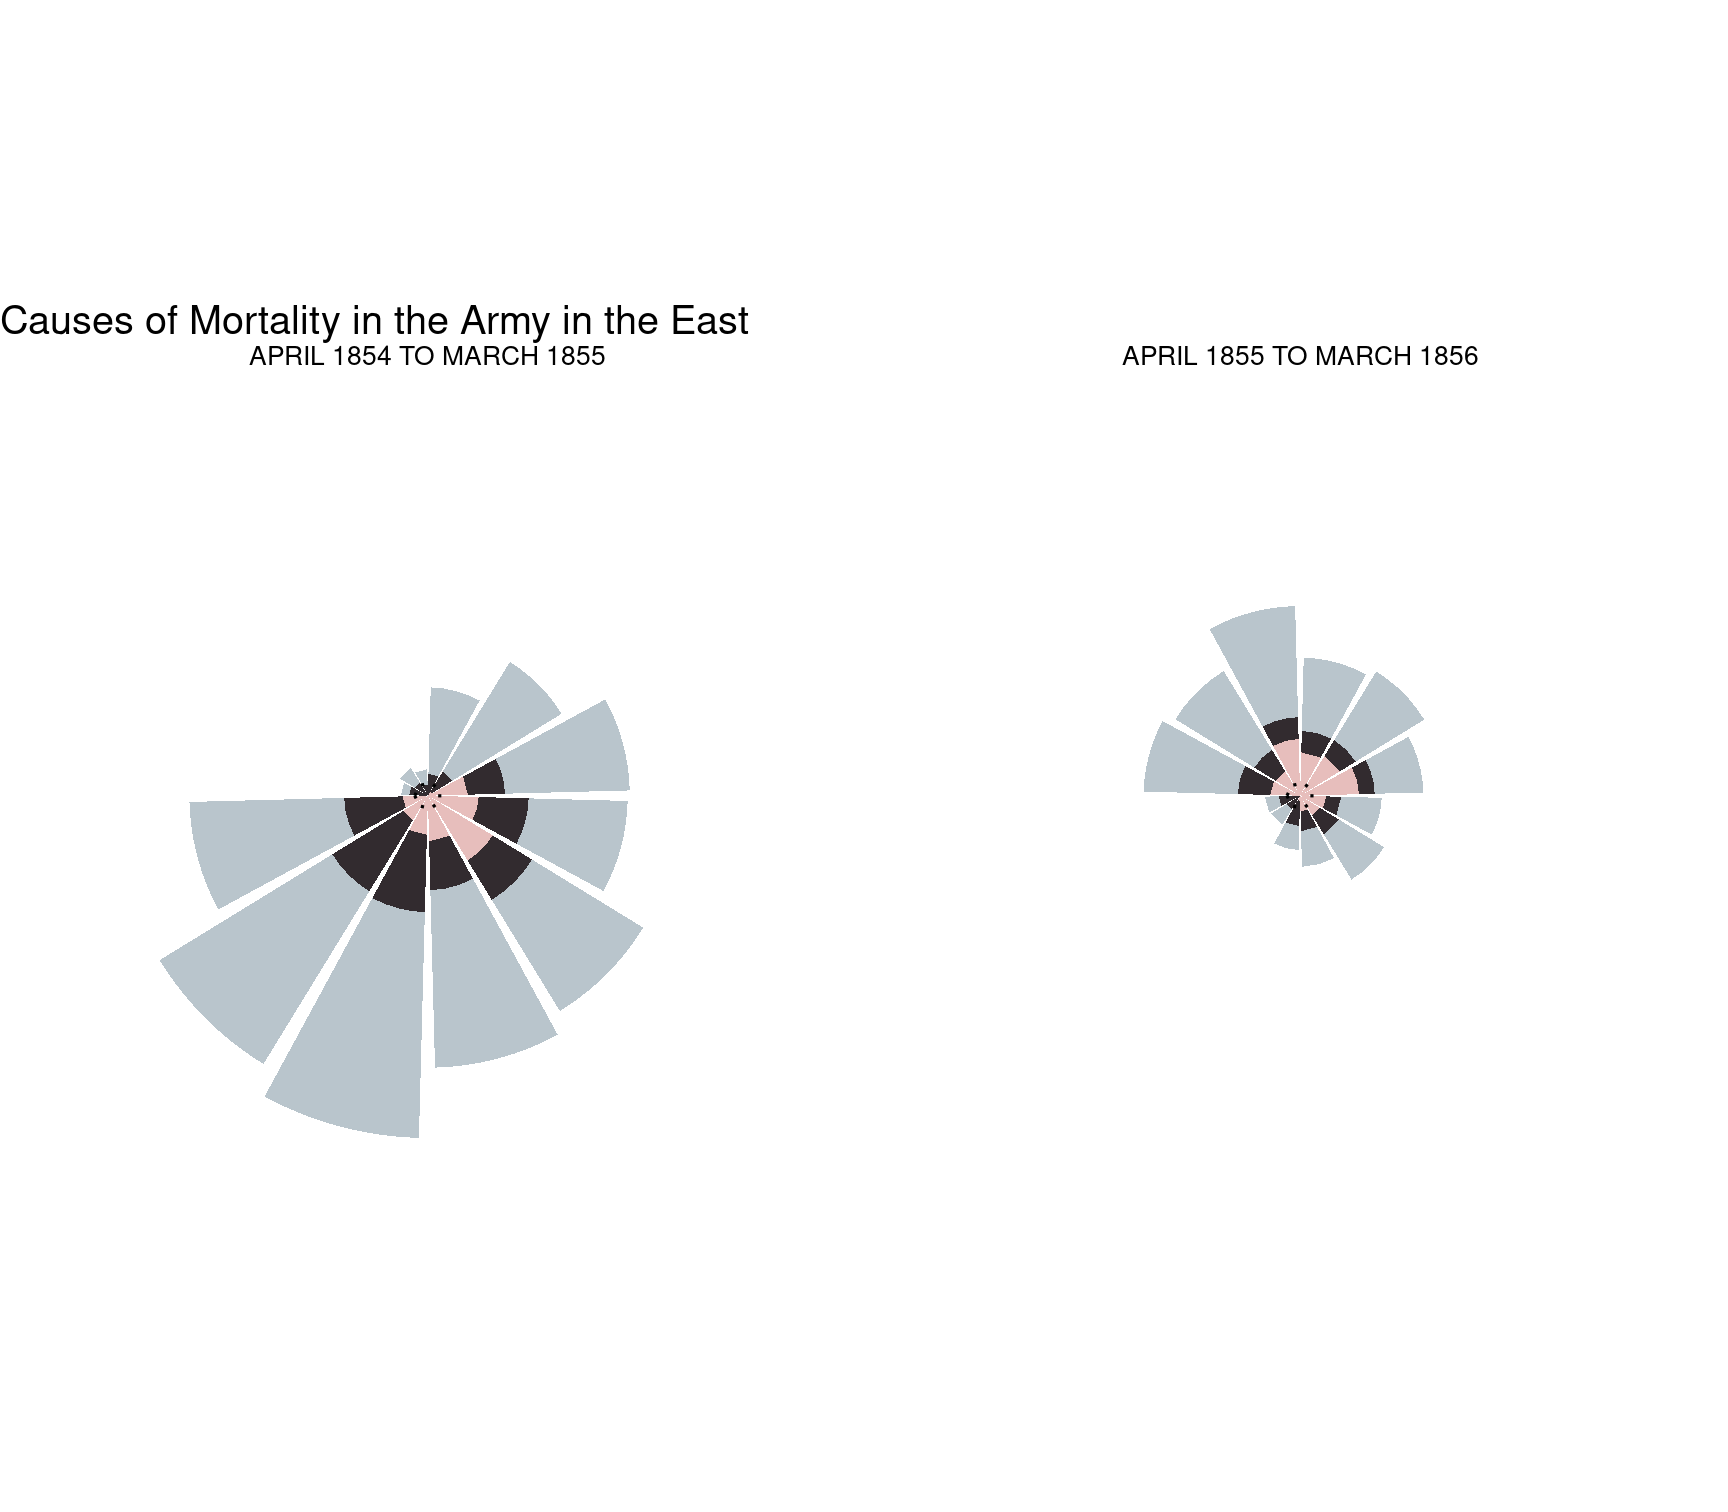 Causes of Mortality in the Army in the East
APRIL 1854 TO MARCH 1855
APRIL 1855 TO MARCH 1856